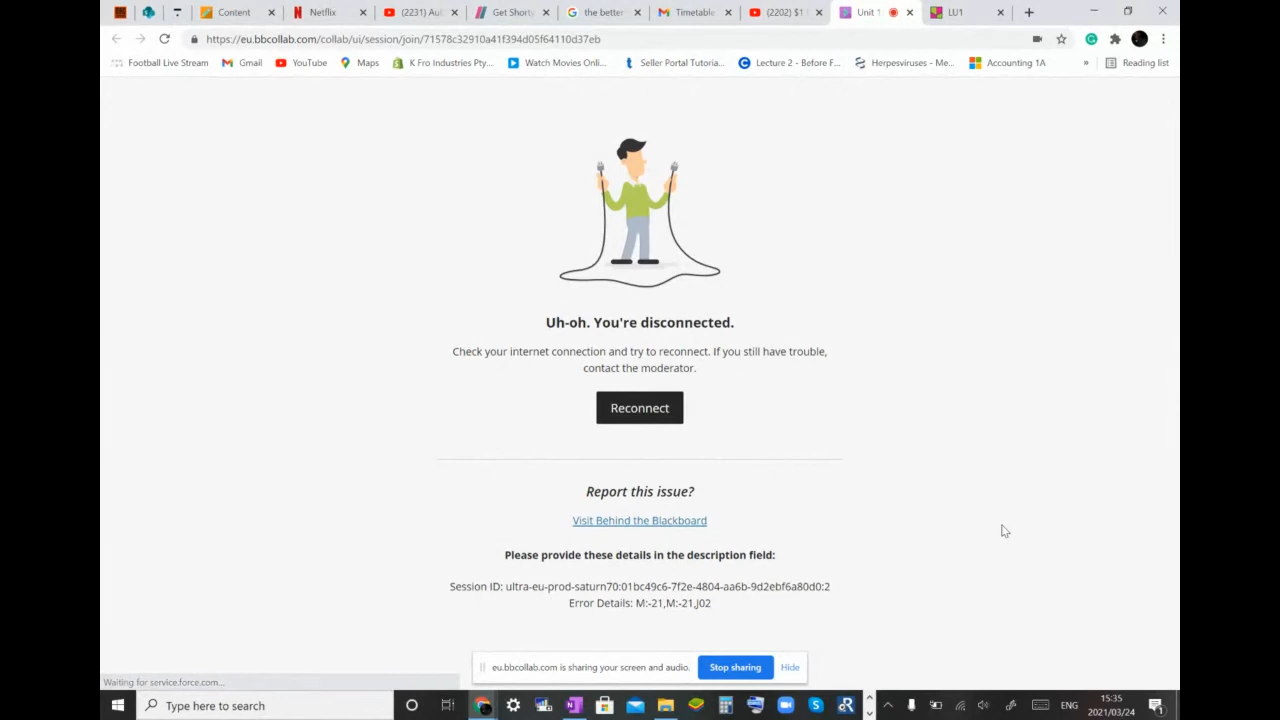 Content
Netflix
(2231) Au
Get Shorty
the better
Timetable
(2202) $1
Unit 1
LU1
https://eu.bbcollab.com/collab/ui/session/join/71578c32910a41f394d05f64110d37eb
Football Live Stream
Gmail
YouTube
Maps
K Fro Industries Pty...
Watch Movies Onli...
Seller Portal Tutoria...
Lecture 2 - Before F...
Herpesviruses - Me...
Accounting 1A
»
Reading list
Uh-oh. You're disconnected.
Check your internet connection and try to reconnect. If you still have trouble,
contact the moderator.
Reconnect
Report this issue?
Visit Behind the Blackboard
Please provide these details in the description field:
Session ID: ultra-eu-prod-saturn70:01bc49c6-7f2e-4804-aa6b-9d2ebf6a80d0:2
Error Details: M:-21,M:-21,J02
eu.bbcollab.com is sharing your screen and audio.
Stop sharing
Hide
Waiting for service.force.com...
Type here to search
ENG
15:35
2021/03/24